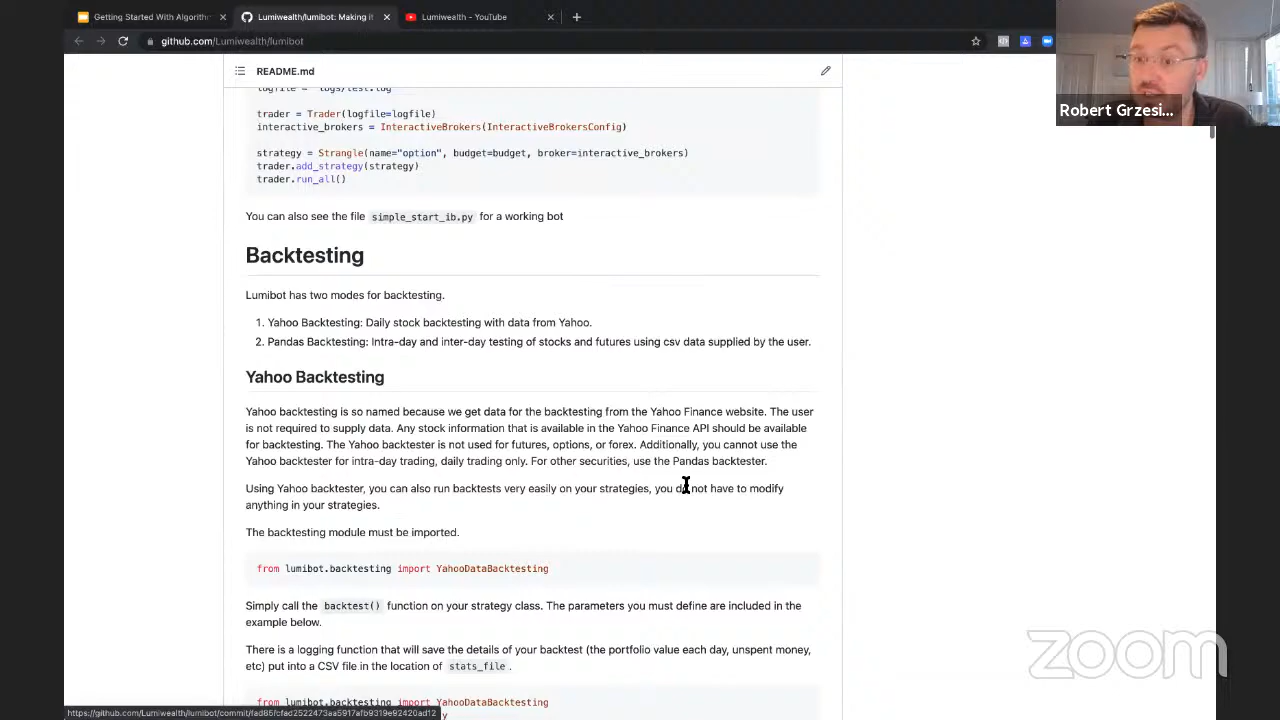 Getting Started With Algorithm
Lumiwealth/lumibot: Making it
Lumiwealth - YouTube
github.com/Lumiwealth/lumibot
README.md
logfile = "logs/test.log"
trader = Trader(logfile=logfile)
interactive_brokers = InteractiveBrokers(InteractiveBrokersConfig)
strategy = Strangle(name="option", budget=budget, broker=interactive_brokers)
trader.add_strategy(strategy)
trader.run_all()
You can also see the file simple_start_ib.py for a working bot
Backtesting
Lumibot has two modes for backtesting.
1. Yahoo Backtesting: Daily stock backtesting with data from Yahoo.
2. Pandas Backtesting: Intra-day and inter-day testing of stocks and futures using csv data supplied by the user.
Yahoo Backtesting
Yahoo backtesting is so named because we get data for the backtesting from the Yahoo Finance website. The user
is not required to supply data. Any stock information that is available in the Yahoo Finance API should be available
for backtesting. The Yahoo backtester is not used for futures, options, or forex. Additionally, you cannot use the
Yahoo backtester for intra-day trading, daily trading only. For other securities, use the Pandas backtester.
Using Yahoo backtester, you can also run backtests very easily on your strategies, you do not have to modify
anything in your strategies.
The backtesting module must be imported.
from lumibot.backtesting import YahooDataBacktesting
Simply call the backtest() function on your strategy class. The parameters you must define are included in the
example below.
There is a logging function that will save the details of your backtest (the portfolio value each day, unspent money,
etc) put into a CSV file in the location of stats_file .
from lumibot.backtesting import YahooDataBacktesting
https://github.com/Lumiwealth/lumibot/commit/fad86fcfad2522473aa5917afb9319e92420ad12
Robert Grzesi...
zoom